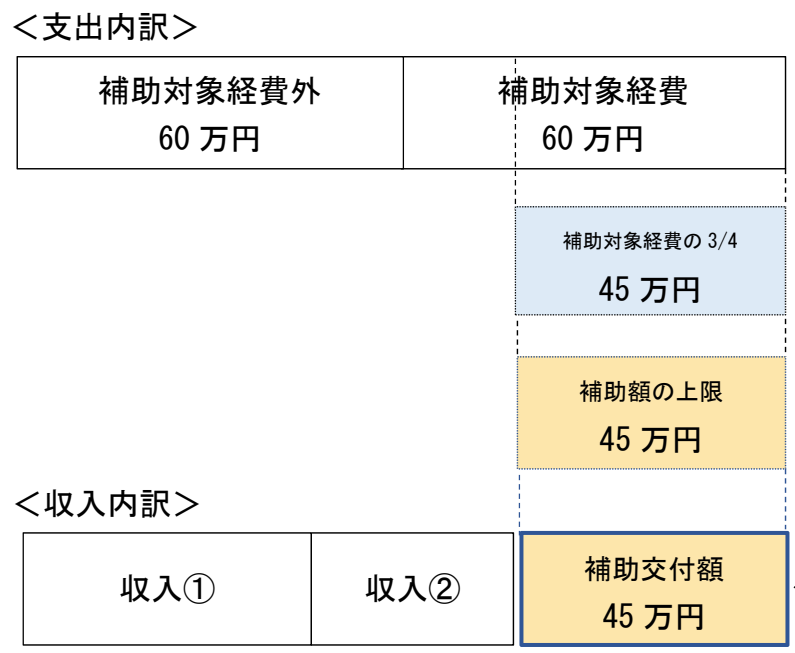 ＜支出内訳＞
補助対象経費外
60 万円
補助対象経費
60 万円
補助対象経費の 3/4
45 万円
補助額の上限
45 万円
＜収入内訳＞
収入①
収入②
補助交付額
45 万円